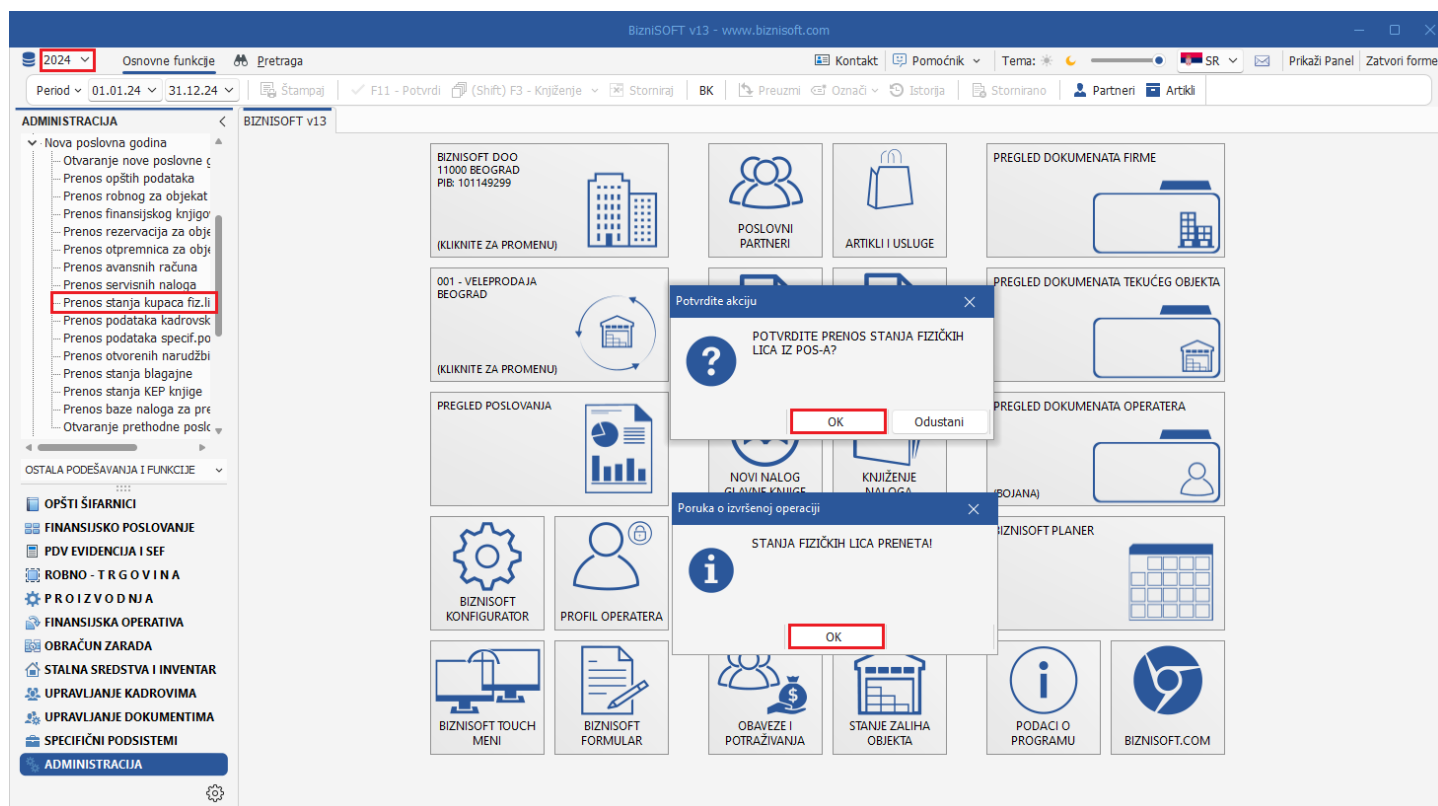 BizniSOFT v13 - www.biznisoft.com
2024
Osnovne funkcije
Pretraga
Kontakt
Pomoćnik
Tema:
SR
Prikaži Panel
Zatvori forme
Period
01.01.24
31.12.24
Štampaj
F11 - Potvrdi
(Shift) F3 - Knjiženje
Storniraj
BK
Preuzmi
Označi
Istorija
Stornirano
Partneri
Artikli
ADMINISTRACIJA
BIZNISOFT v13
Nova poslovna godina
Otvaranje nove poslovne g
Prenos opštih podataka
Prenos robnog za objekat
Prenos finansijskog knjigo
Prenos rezervacija za obje
Prenos otpremnica za obje
Prenos avansnih računa
Prenos servisnih naloga
Prenos stanja kupaca fiz.li
Prenos podataka kadrovsk
Prenos podataka specif.po
Prenos otvorenih narudžbi
Prenos stanja blagajne
Prenos stanja KEP knjige
Prenos baze naloga za pre
Otvaranje prethodne poslo
OSTALA PODEŠAVANJA I FUNKCIJE
OPŠTI ŠIFARNICI
FINANSIJSKO POSLOVANJE
PDV EVIDENCIJA I SEF
ROBNO - T R G O V I N A
P R O I Z V O D NJ A
FINANSIJSKA OPERATIVA
OBRAČUN ZARADA
STALNA SREDSTVA I INVENTAR
UPRAVLJANJE KADROVIMA
UPRAVLJANJE DOKUMENTIMA
SPECIFIČNI PODSISTEMI
ADMINISTRACIJA
BIZNISOFT DOO
11000 BEOGRAD
PIB: 101149299
(KLIKNITE ZA PROMENU)
POSLOVNI
PARTNERI
ARTIKLI I USLUGE
PREGLED DOKUMENATA FIRME
001 - VELEPRODAJA
BEOGRAD
(KLIKNITE ZA PROMENU)
PREGLED DOKUMENATA TEKUĆEG OBJEKTA
Potvrdite akciju
POTVRDITE PRENOS STANJA FIZIČKIH
LICA IZ POS-A?
OK
Odustani
PREGLED POSLOVANJA
NOVI NALOG
GLAVNE KNJIGE
KNJIŽENJE
NALOGA
PREGLED DOKUMENATA OPERATERA
(BOJANA)
Poruka o izvršenoj operaciji
STANJA FIZIČKIH LICA PRENETA!
OK
BIZNISOFT
KONFIGURATOR
PROFIL OPERATERA
BIZNISOFT PLANER
BIZNISOFT TOUCH
MENI
BIZNISOFT
FORMULAR
OBAVEZE I
POTRAŽIVANJA
STANJE ZALIHA
OBJEKTA
PODACI O
PROGRAMU
BIZNISOFT.COM